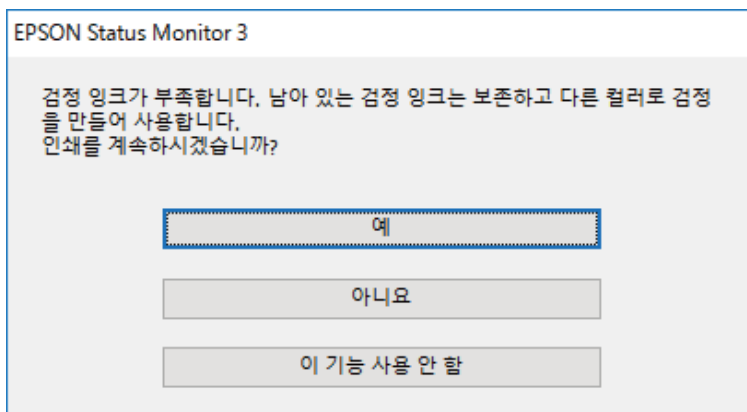 EPSON Status Monitor 3
검정 잉크가 부족합니다. 남아 있는 검정 잉크는 보존하고 다른 컬러로 검정
을 만들어 사용합니다.
인쇄를 계속하시겠습니까?
예
아니요
이 기능 사용 안 함